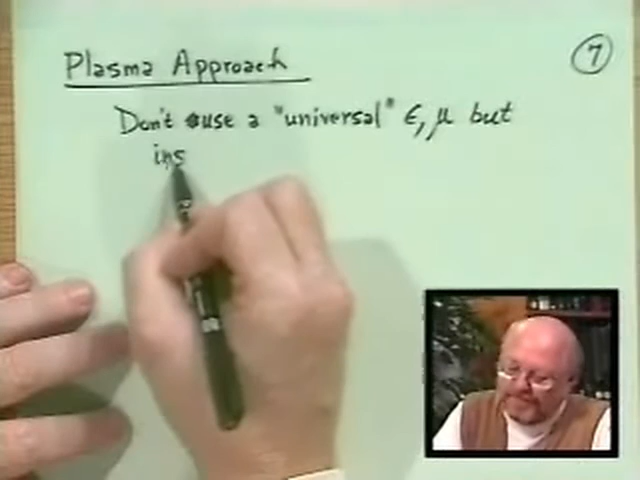 Plasma Approach
7
Don't use a "universal" ε, μ but
ins